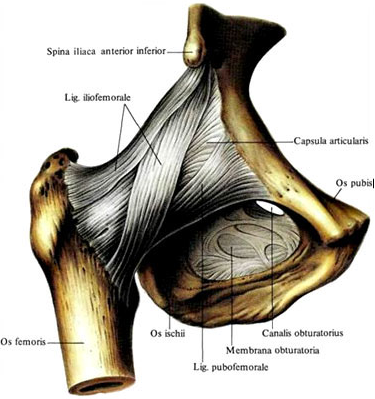 Spina iliaca anterior inferior
Lig. iliofemorale
Capsula articularis
Os pubis
Os femoris
Os ischii
Canalis obturatorius
Membrana obturatoria
Lig. pubofemorale